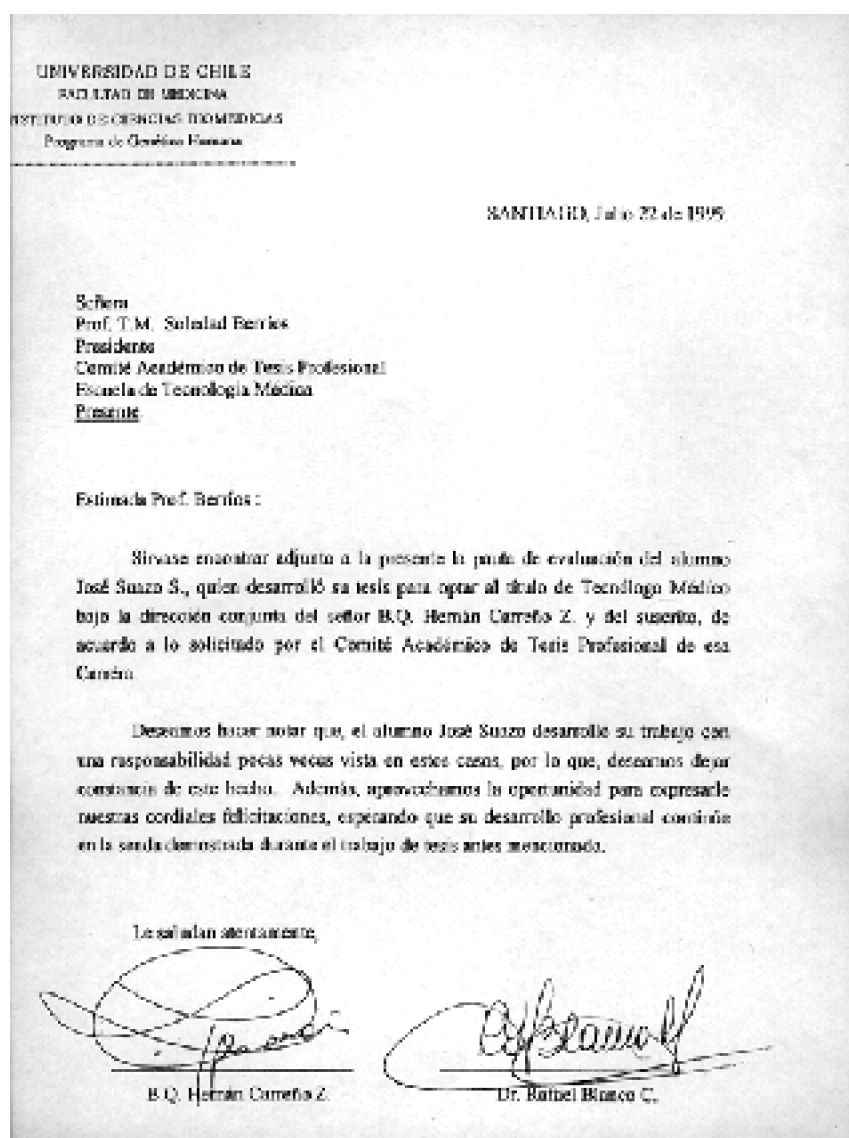 UNIVERSIDAD DE CHILE
FACULTAD DE MEDICINA
INSTITUTO DE CIENCIAS BIOMEDICAS
Programa de Genética Humana
SANTIAGO, Julio 22 de 1999
Señora
Prof. T.M. Soledad Berríos
Presidente
Comité Académico de Tesis Profesional
Escuela de Tecnología Médica
Presente
Estimada Prof. Berríos :
Sírvase encontrar adjunto a la presente la pauta de evaluación del alumno
José Suazo S., quien desarrolló su tesis para optar al título de Tecnólogo Médico
bajo la dirección conjunta del señor B.Q. Hernán Carreño Z. y del suscrito, de
acuerdo a lo solicitado por el Comité Académico de Tesis Profesional de esa
Carrera.
Deseamos hacer notar que, el alumno José Suazo desarrolló su trabajo con
una responsabilidad pocas veces vista en estos casos, por lo que, deseamos dejar
constancia de este hecho. Además, aprovechamos la oportunidad para expresarle
nuestras cordiales felicitaciones, esperando que su desarrollo profesional continúe
en la senda demostrada durante el trabajo de tesis antes mencionado.
Le saludan atentamente,
B.Q. Hernán Carreño Z.
Dr. Rafael Blanco C.